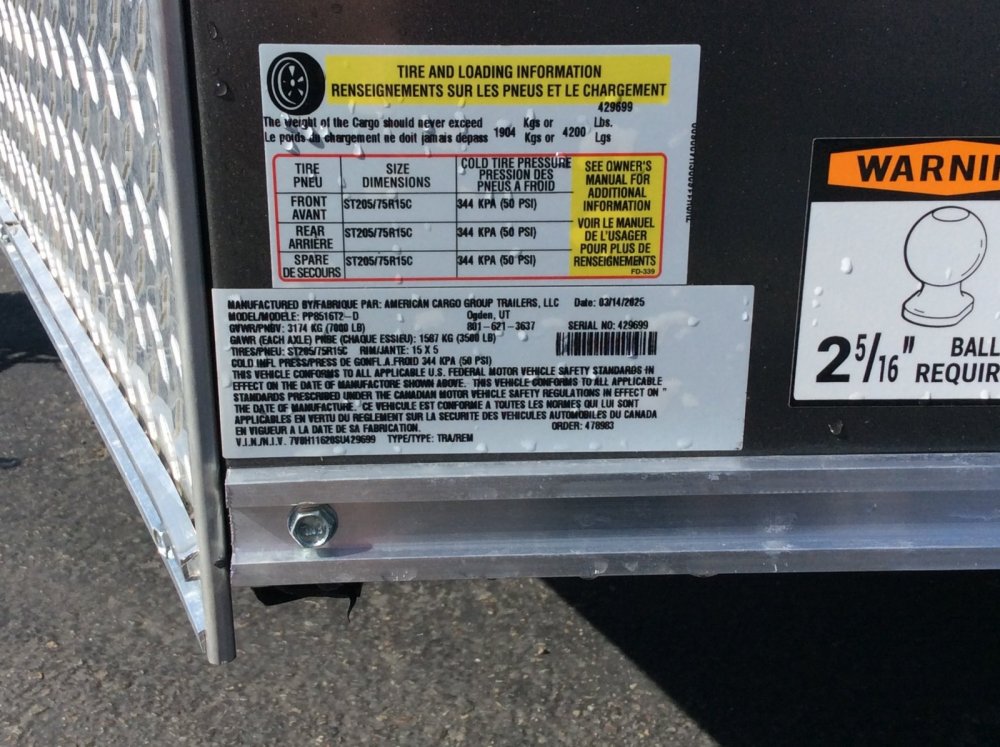 TIRE AND LOADING INFORMATION
RENSEIGNEMENTS SUR LES PNEUS ET LE CHARGEMENT
429699
The weight of the Cargo should never exceed Kgs or Lbs.
Le poids du chargement ne doit jamais dépass 1904 Kgs or 4200 Lgs
TIRE PNEU
SIZE DIMENSIONS
COLD TIRE PRESSURE
PRESSION DES
PNEUS A FROID
FRONT AVANT ST205/75R15C 344 KPA (50 PSI)
REAR ARRIÈRE ST205/75R15C 344 KPA (50 PSI)
SPARE DE SECOURS ST205/75R15C 344 KPA (50 PSI)
SEE OWNER'S
MANUAL FOR
ADDITIONAL
INFORMATION
VOIR LE MANUEL
DE L'USAGER
POUR PLUS DE
RENSEIGNEMENTS
FD-339
MANUFACTURED BY/FABRIQUE PAR: AMERICAN CARGO GROUP TRAILERS, LLC Date: 03/14/2025
MODEL/MODELE: PP8516T2-D Ogden, UT
GVWR/PNBV: 3174 KG (7000 LB) 801-621-3637 SERIAL NO: 429699
GAWR (EACH AXLE) PNBE (CHAQUE ESSIEU): 1587 KG (3500 LB)
TIRES/PNEU: ST205/75R15C RIM/JANTE: 15 X 5
COLD INFL PRESS/PRESS DE GONFL A FROID 344 KPA (50 PSI)
THIS VEHICLE CONFORMS TO ALL APPLICABLE U.S. FEDERAL MOTOR VEHICLE SAFETY STANDARDS IN
EFFECT ON THE DATE OF MANUFACTORE SHOWN ABOVE. THIS VEHICLE CONFORMS TO ALL APPLICABLE
STANDARDS PRESCRIBED UNDER THE CANADIAN MOTOR VEHICLE SAFETY REGULATIONS IN EFFECT ON "
THE DATE OF MANUFACTURE. CE VEHICULE EST CONFORME A TOUTES LES NORMES QUI LUI SONT
APPLICABLES EN VERTU DU REGLEMENT SUR LA SECURITE DES VEHICULES AUTOMOBILES DU CANADA
EN VIGUEUR A LA DATE DE SA FABRICATION. ORDER: 478983
V.I.N./N.I.V. 7V8H11620SU429699 TYPE/TYPE: TRA/REM
WARNI
2 5/16" BALL
REQUIR